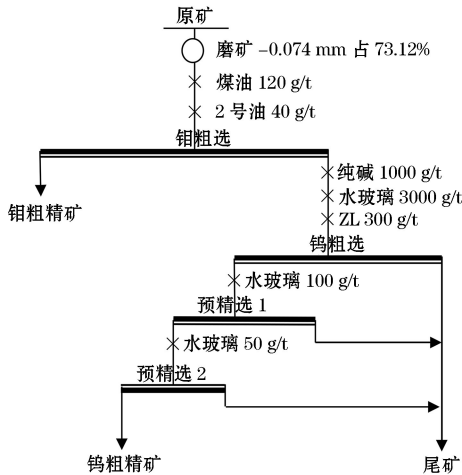 原矿
磨矿 -0.074 mm 占 73.12%
煤油 120 g/t
2 号油 40 g/t
钼粗选
纯碱 1000 g/t
水玻璃 3000 g/t
ZL 300 g/t
钼粗精矿
钨粗选
水玻璃 100 g/t
预精选 1
水玻璃 50 g/t
预精选 2
钨粗精矿
尾矿